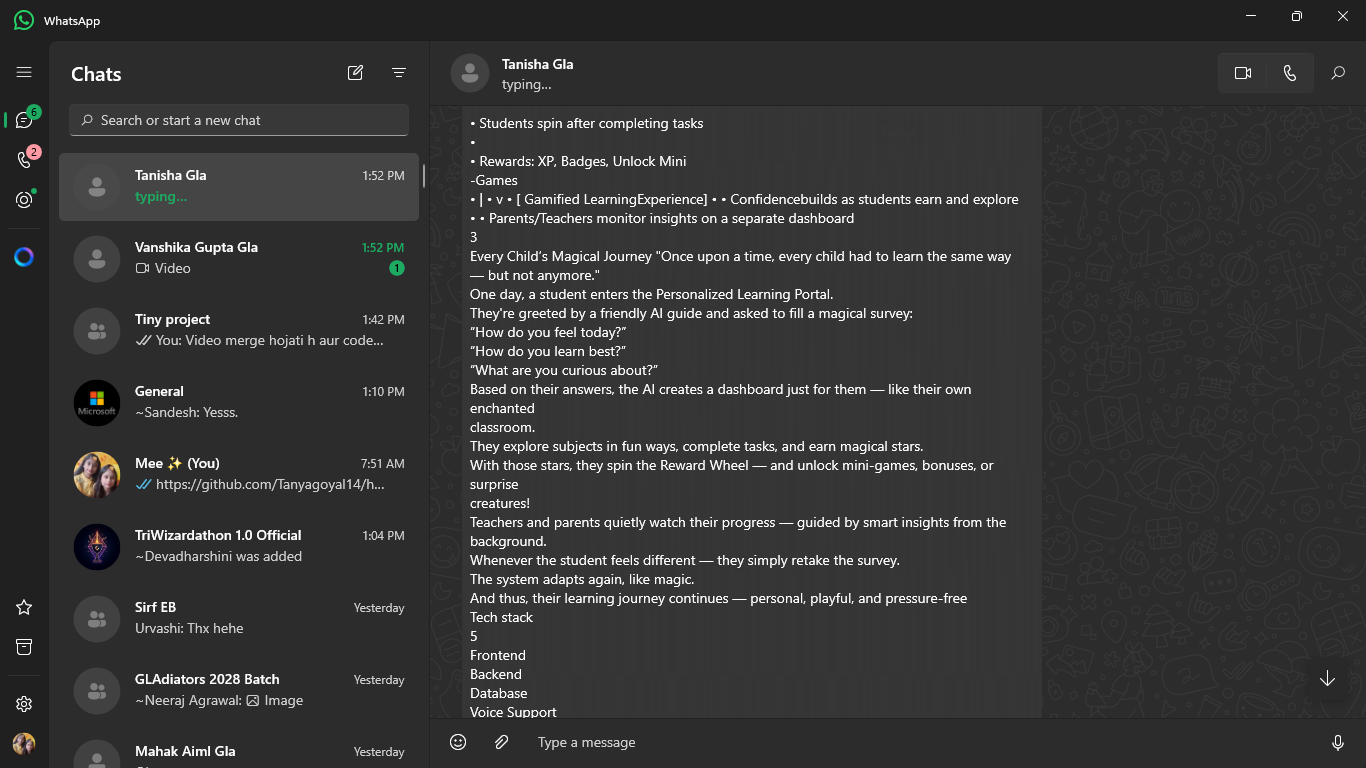 WhatsApp
Chats
Search or start a new chat
6
2
Tanisha Gla
1:52 PM
typing...
Vanshika Gupta Gla
1:52 PM
Video
1
Tiny project
1:42 PM
You: Video merge hojati h aur code...
Microsoft
General
1:10 PM
~Sandesh: Yesss.
Mee ✨ (You)
7:51 AM
https://github.com/Tanyagoyal14/h...
TriWizardathon 1.0 Official
1:04 PM
~Devadharshini was added
Sirf EB
Yesterday
Urvashi: Thx hehe
GLAdiators 2028 Batch
Yesterday
~Neeraj Agrawal: Image
Mahak Aiml Gla
Yesterday
Tanisha Gla
typing...
• Students spin after completing tasks
•
• Rewards: XP, Badges, Unlock Mini
-Games
• | • v • [ Gamified LearningExperience] • • Confidencebuilds as students earn and explore
• • Parents/Teachers monitor insights on a separate dashboard
3
Every Child's Magical Journey "Once upon a time, every child had to learn the same way
— but not anymore."
One day, a student enters the Personalized Learning Portal.
They're greeted by a friendly AI guide and asked to fill a magical survey:
“How do you feel today?”
“How do you learn best?”
“What are you curious about?”
Based on their answers, the AI creates a dashboard just for them — like their own
enchanted
classroom.
They explore subjects in fun ways, complete tasks, and earn magical stars.
With those stars, they spin the Reward Wheel — and unlock mini-games, bonuses, or
surprise
creatures!
Teachers and parents quietly watch their progress — guided by smart insights from the
background.
Whenever the student feels different — they simply retake the survey.
The system adapts again, like magic.
And thus, their learning journey continues — personal, playful, and pressure-free
Tech stack
5
Frontend
Backend
Database
Voice Support
Type a message